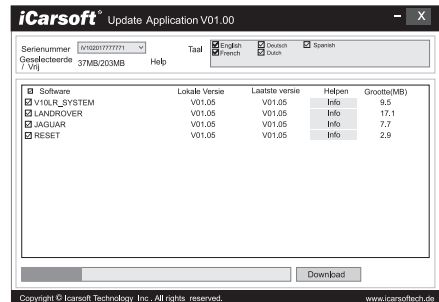 iCarsoft® Update Application V01.00 - X
Serienummer IV102017777771 Taal English Deutsch Spanish
French Dutch
Geselecteerde / Vrij 37MB/203MB Help
Software Lokale Versie Laatste versie Helpen Grootte(MB)
V10LR_SYSTEM V01.05 V01.05 Info 9.5
LANDROVER V01.05 V01.05 Info 17.1
JAGUAR V01.05 V01.05 Info 7.7
RESET V01.05 V01.05 Info 2.9
Download
Copyright © Icarsoft Technology Inc . All rights reserved. www.icarsoftech.de